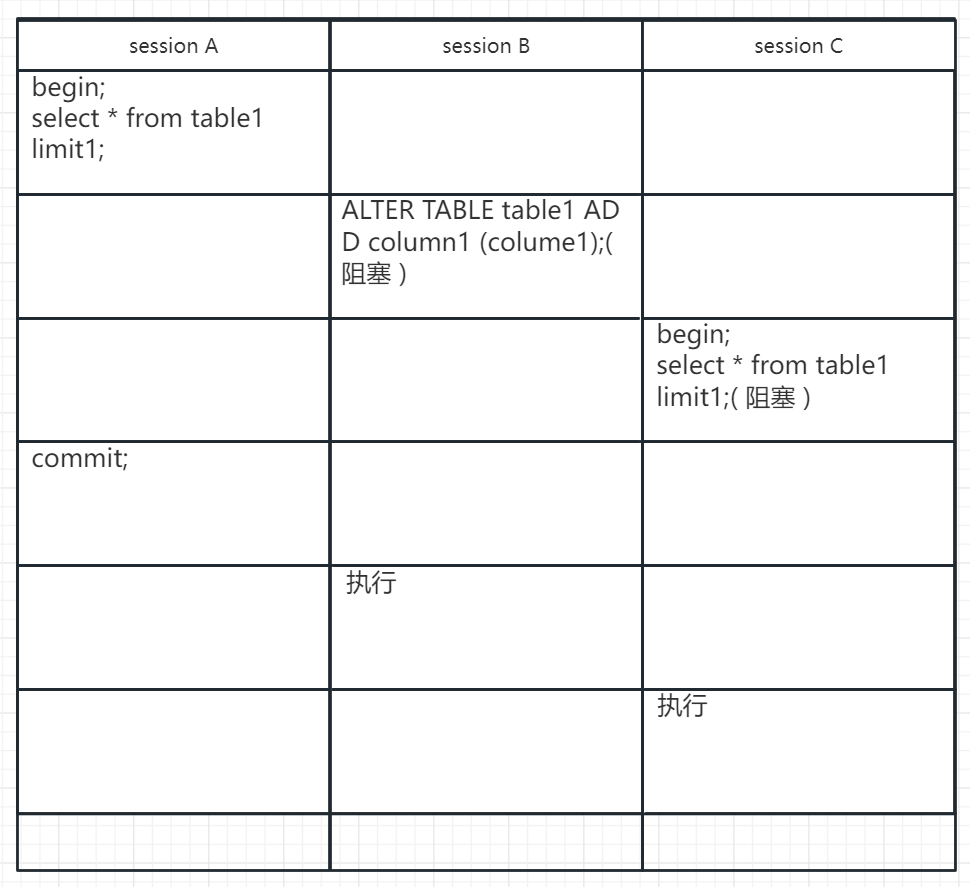 session A
session B
session C
begin;
select * from table1
limit1;
ALTER TABLE table1 AD
D column1 (colume1);(
阻塞 )
begin;
select * from table1
limit1;( 阻塞 )
commit;
执行
执行